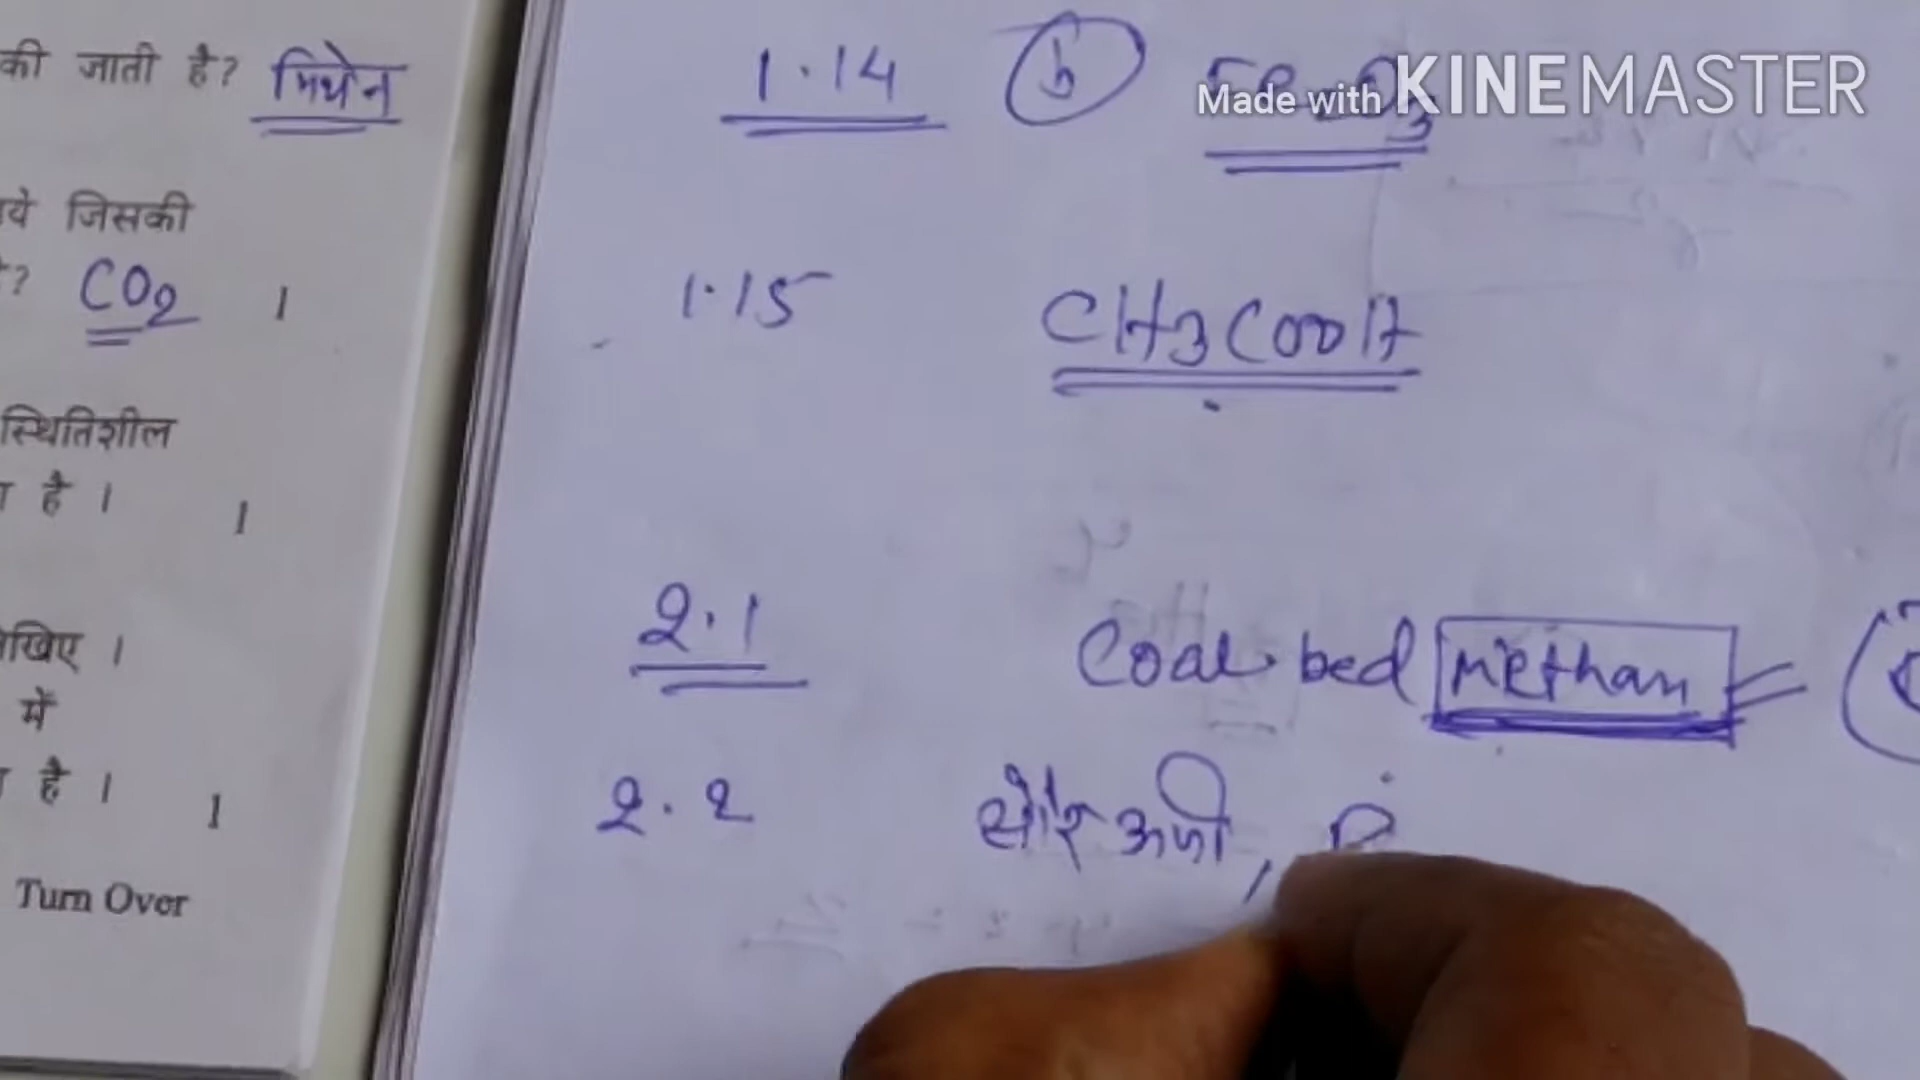 की जाती है? मिथेन
ये जिसकी
? CO2 1
स्थितिशील
है । 1
खिए ।
में
है । 1
Turn Over
Made with KINEMASTER
1.14 b
1.15 CH3COOH
2.1 Coal bed methan =
2.2 सौर ऊर्जा,